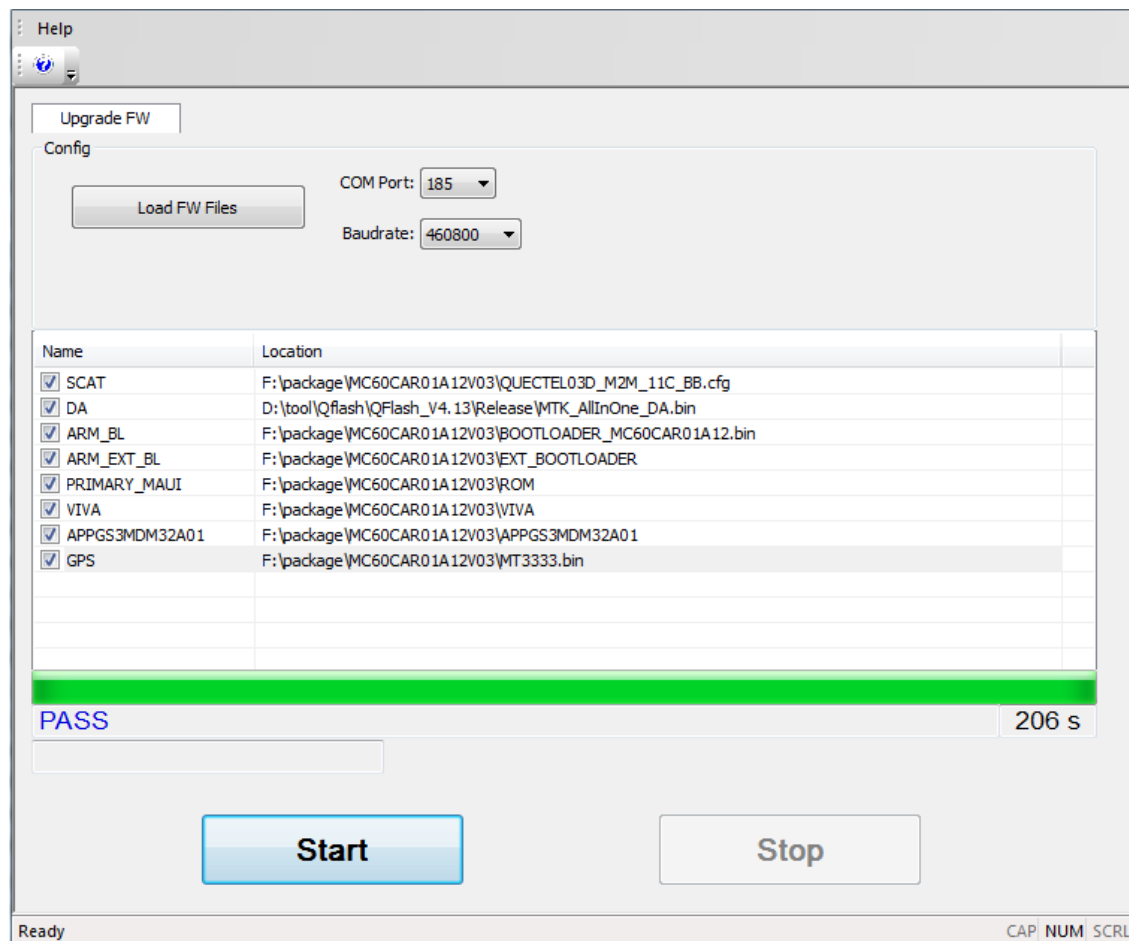 Help
Upgrade FW
Config
Load FW Files
COM Port: 185
Baudrate: 460800
Name Location
SCAT F:\package\MC60CAR01A12V03\QUECTEL03D_M2M_11C_BB.cfg
DA D:\tool\Qflash\QFlash_V4.13\Release\MTK_AllInOne_DA.bin
ARM_BL F:\package\MC60CAR01A12V03\BOOTLOADER_MC60CAR01A12.bin
ARM_EXT_BL F:\package\MC60CAR01A12V03\EXT_BOOTLOADER
PRIMARY_MAUI F:\package\MC60CAR01A12V03\ROM
VIVA F:\package\MC60CAR01A12V03\VIVA
APPGS3MDM32A01 F:\package\MC60CAR01A12V03\APPGS3MDM32A01
GPS F:\package\MC60CAR01A12V03\MT3333.bin
PASS 206 s
Start Stop
Ready CAP NUM SCRL